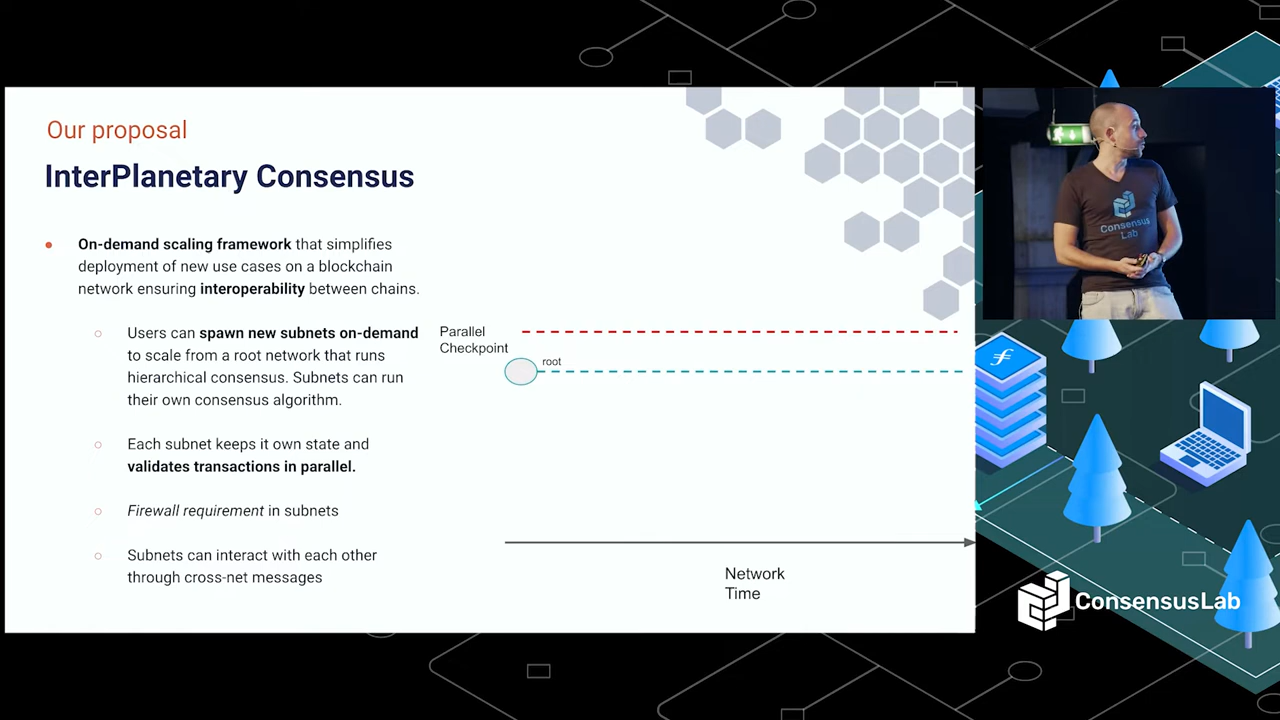 Our proposal
InterPlanetary Consensus
On-demand scaling framework that simplifies
deployment of new use cases on a blockchain
network ensuring interoperability between chains.
Users can spawn new subnets on-demand
to scale from a root network that runs
hierarchical consensus. Subnets can run
their own consensus algorithm.
Each subnet keeps it own state and
validates transactions in parallel.
Firewall requirement in subnets
Subnets can interact with each other
through cross-net messages
Parallel
Checkpoint
root
Network
Time
Consensus
Lab
ConsensusLab